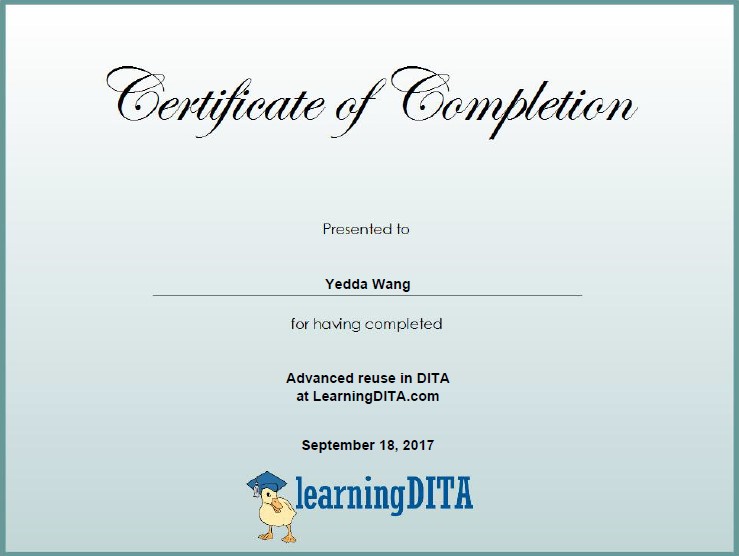 Certificate of Completion
Presented to
Yedda Wang
for having completed
Advanced reuse in DITA
at LearningDITA.com
September 18, 2017
learningDITA